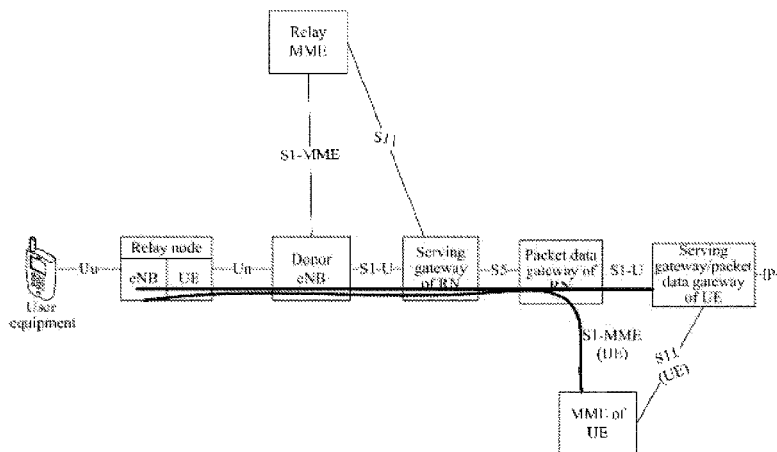 Relay
MME
S1-MME
S11
Relay node
eNB
UE
User
equipment
Uu
Un
Donor
eNB
S1-U
Serving
gateway
of RN
S5
Packet data
gateway of
RN
S1-U
Serving
gateway/packet
data gateway
of UE
S1-MME
(UE)
S11
(UE)
MME of
UE